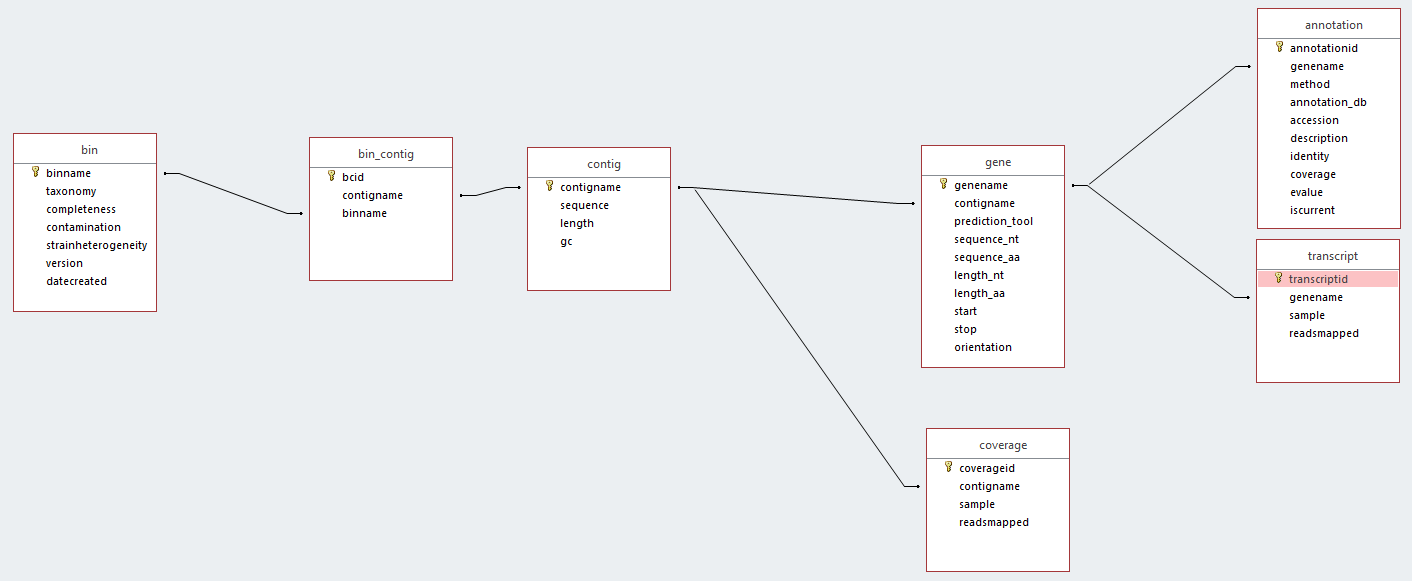 bin
binname
taxonomy
completeness
contamination
strainheterogeneity
version
datecreated
bin_contig
bcid
contigname
binname
contig
contigname
sequence
length
gc
gene
genename
contigname
prediction_tool
sequence_nt
sequence_aa
length_nt
length_aa
start
stop
orientation
coverage
coverageid
contigname
sample
readsmapped
annotation
annotationid
genename
method
annotation_db
accession
description
identity
coverage
evalue
iscurrent
transcript
transcriptid
genename
sample
readsmapped